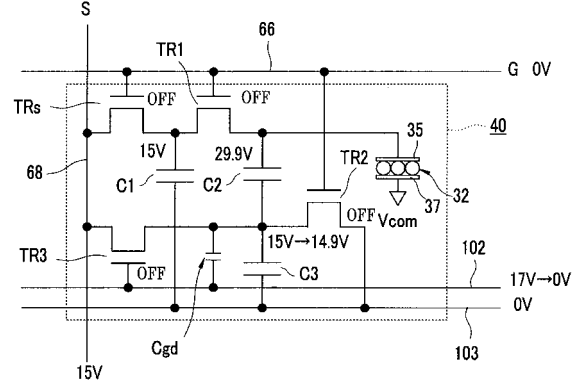 S
66
TR1
G 0V
TRs
OFF
OFF
40
15V
29.9V
TR2
35
68
C1
C2
32
37
OFF
Vcom
15V→14.9V
TR3
102
OFF
C3
17V→0V
0V
Cgd
103
15V